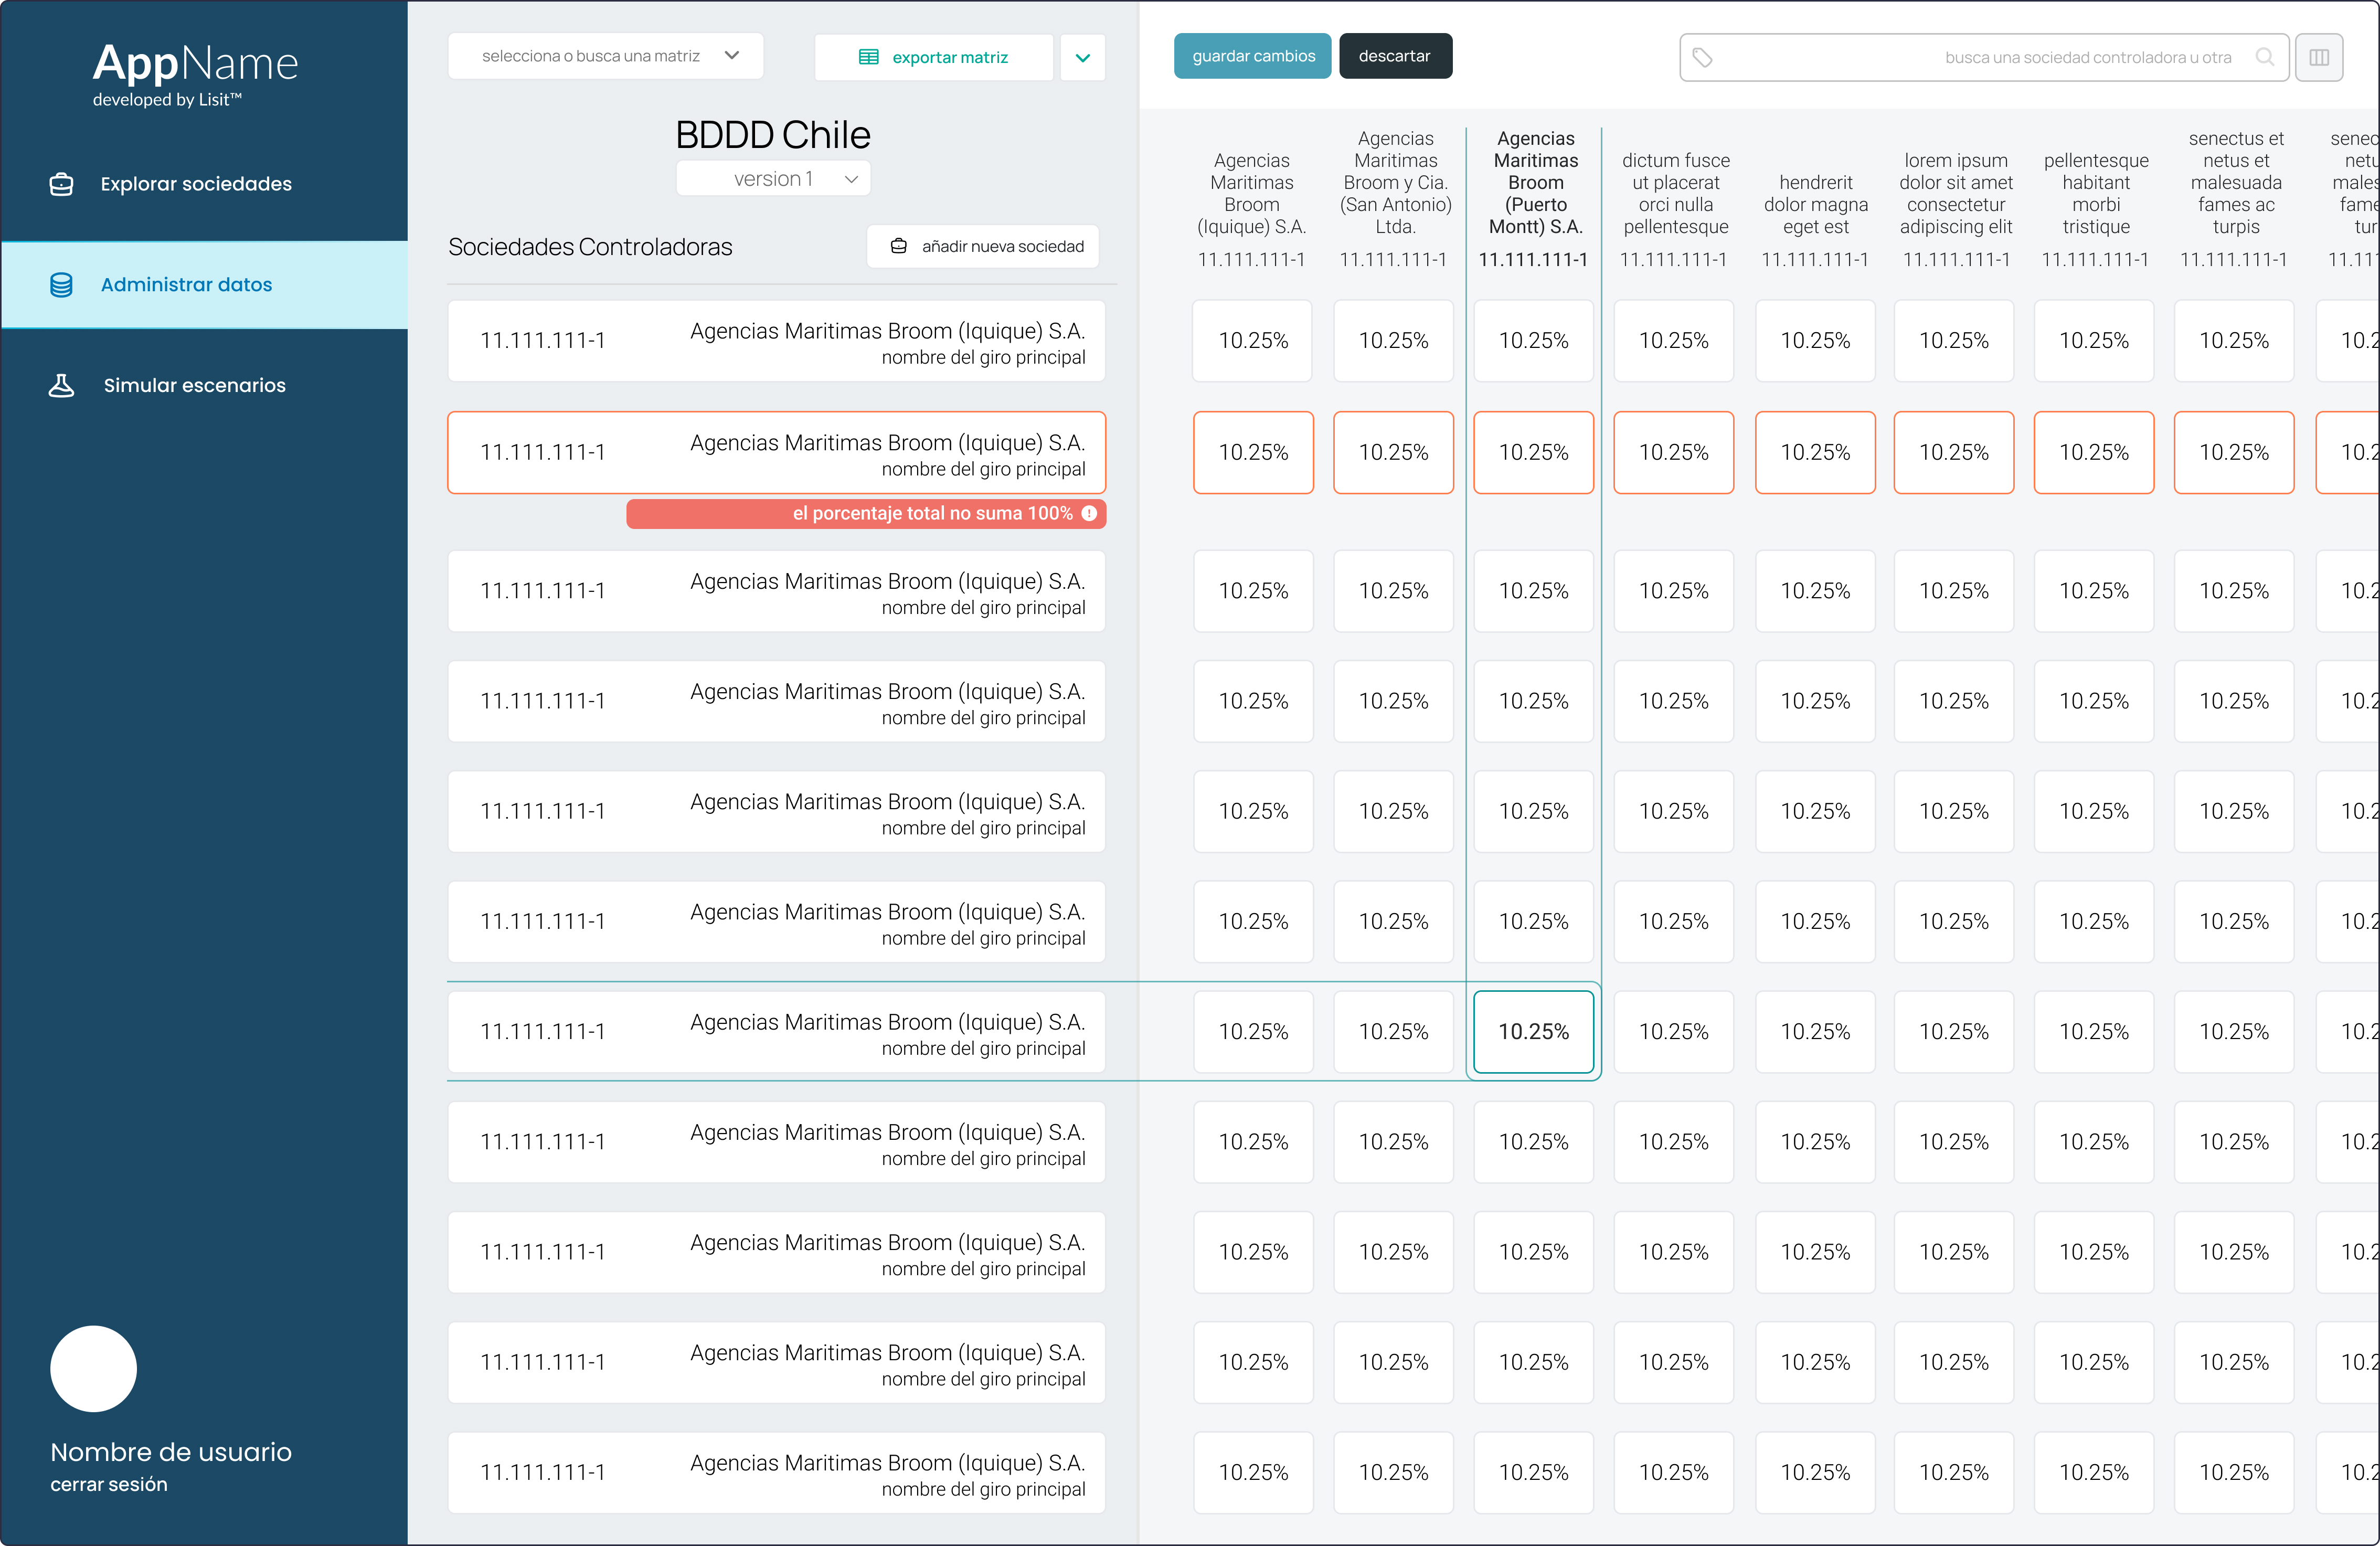 AppName
developed by Lisit™
Explorar sociedades
Administrar datos
Simular escenarios
Nombre de usuario
cerrar sesión
selecciona o busca una matriz
exportar matriz
BDDD Chile
version 1
Sociedades Controladoras
añadir nueva sociedad
guardar cambios
descartar
busca una sociedad controladora u otra
Agencias
Maritimas
Broom
(Iquique) S.A.
11.111.111-1
Agencias
Maritimas
Broom y Cia.
(San Antonio)
Ltda.
11.111.111-1
Agencias
Maritimas
Broom
(Puerto
Montt) S.A.
11.111.111-1
dictum fusce
ut placerat
orci nulla
pellentesque
11.111.111-1
hendrerit
dolor magna
eget est
11.111.111-1
lorem ipsum
dolor sit amet
consectetur
adipiscing elit
11.111.111-1
pellentesque
habitant
morbi
tristique
11.111.111-1
senectus et
netus et
malesuada
fames ac
turpis
11.111.111-1
senec
netu
males
fame
tur
11.111
11.111.111-1 Agencias Maritimas Broom (Iquique) S.A.
nombre del giro principal
10.25% 10.25% 10.25% 10.25% 10.25% 10.25% 10.25% 10.25% 10.2
11.111.111-1 Agencias Maritimas Broom (Iquique) S.A.
nombre del giro principal
10.25% 10.25% 10.25% 10.25% 10.25% 10.25% 10.25% 10.25% 10.2
el porcentaje total no suma 100%
11.111.111-1 Agencias Maritimas Broom (Iquique) S.A.
nombre del giro principal
10.25% 10.25% 10.25% 10.25% 10.25% 10.25% 10.25% 10.25% 10.2
11.111.111-1 Agencias Maritimas Broom (Iquique) S.A.
nombre del giro principal
10.25% 10.25% 10.25% 10.25% 10.25% 10.25% 10.25% 10.25% 10.2
11.111.111-1 Agencias Maritimas Broom (Iquique) S.A.
nombre del giro principal
10.25% 10.25% 10.25% 10.25% 10.25% 10.25% 10.25% 10.25% 10.2
11.111.111-1 Agencias Maritimas Broom (Iquique) S.A.
nombre del giro principal
10.25% 10.25% 10.25% 10.25% 10.25% 10.25% 10.25% 10.25% 10.2
11.111.111-1 Agencias Maritimas Broom (Iquique) S.A.
nombre del giro principal
10.25% 10.25% 10.25% 10.25% 10.25% 10.25% 10.25% 10.25% 10.2
11.111.111-1 Agencias Maritimas Broom (Iquique) S.A.
nombre del giro principal
10.25% 10.25% 10.25% 10.25% 10.25% 10.25% 10.25% 10.25% 10.2
11.111.111-1 Agencias Maritimas Broom (Iquique) S.A.
nombre del giro principal
10.25% 10.25% 10.25% 10.25% 10.25% 10.25% 10.25% 10.25% 10.2
11.111.111-1 Agencias Maritimas Broom (Iquique) S.A.
nombre del giro principal
10.25% 10.25% 10.25% 10.25% 10.25% 10.25% 10.25% 10.25% 10.2
11.111.111-1 Agencias Maritimas Broom (Iquique) S.A.
nombre del giro principal
10.25% 10.25% 10.25% 10.25% 10.25% 10.25% 10.25% 10.25% 10.2